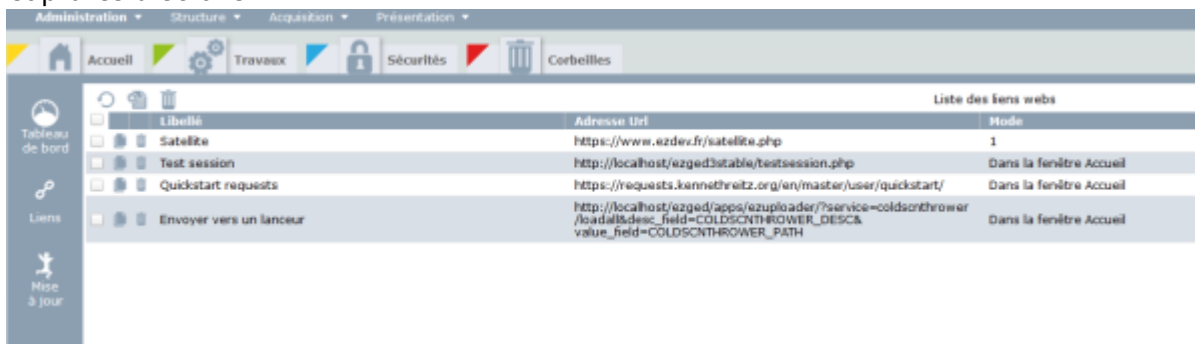 Administration Structure Acquisition Présentation
Accueil Travaux Sécurités Corbeilles
Liste des liens webs
Libellé Adresse Url Mode
Tableau
de bord
Satellite https://www.ezdev.fr/satellite.php 1
Test session http://localhost/ezged3stable/testsession.php Dans la fenêtre Accueil
Quickstart requests https://requests.kennethreitz.org/en/master/user/quickstart/ Dans la fenêtre Accueil
Liens
Envoyer vers un lanceur http://localhost/ezged/apps/ezuploader/?service=coldscnthrower
/loadall&desc_field=COLDSCNTHROWER_DESC&
value_field=COLDSCNTHROWER_PATH Dans la fenêtre Accueil
Mise
à jour